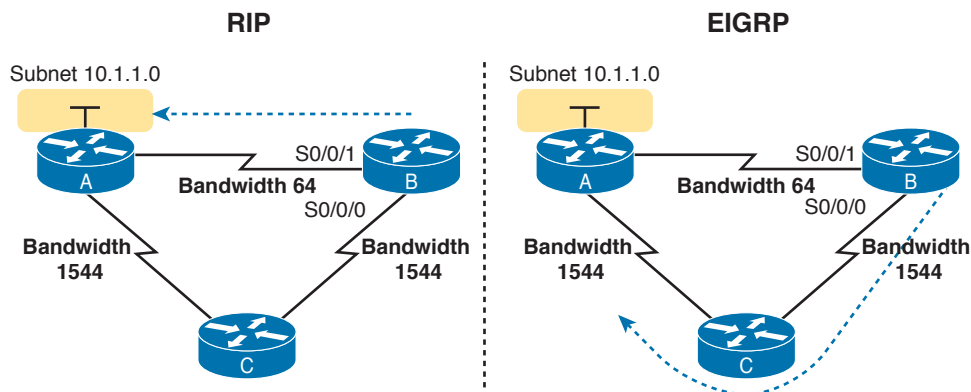 RIP
Subnet 10.1.1.0
A
S0/0/1
B
Bandwidth 64
S0/0/0
Bandwidth
1544
Bandwidth
1544
C
EIGRP
Subnet 10.1.1.0
A
S0/0/1
B
Bandwidth 64
S0/0/0
Bandwidth
1544
Bandwidth
1544
C